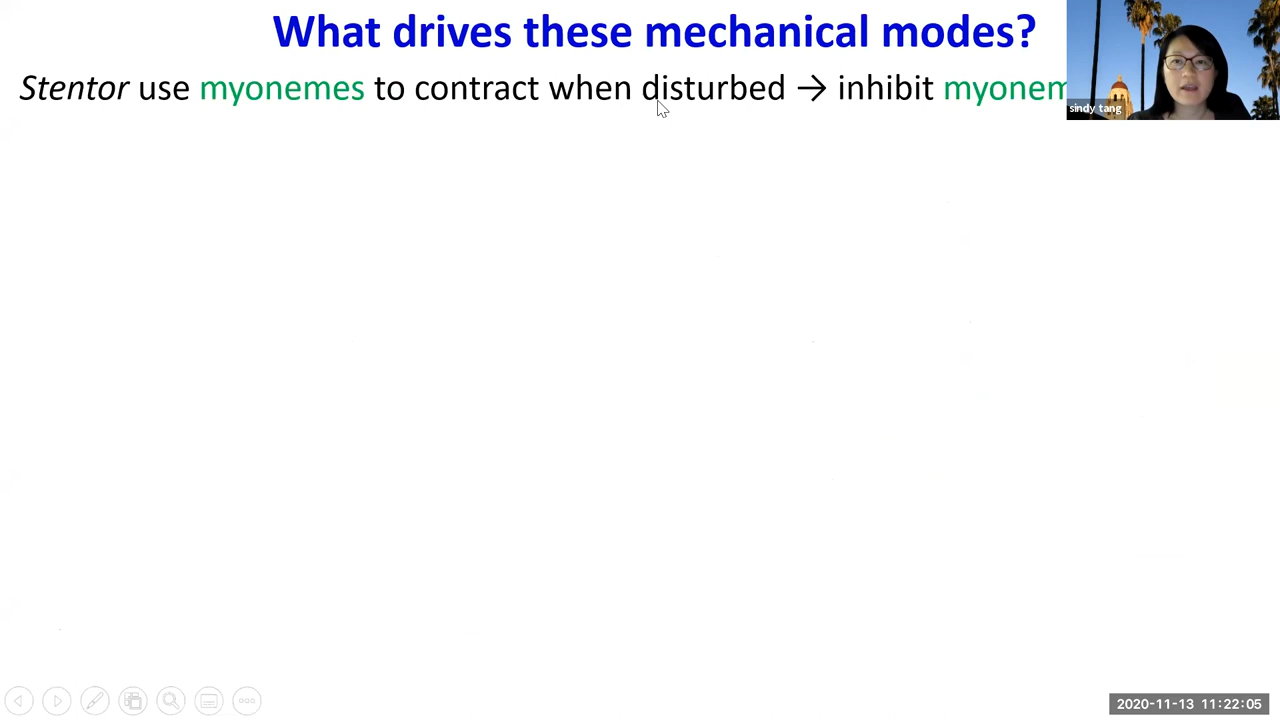 What drives these mechanical modes?
Stentor use myonemes to contract when disturbed → inhibit myonem
sindy tang
2020-11-13 11:22:05